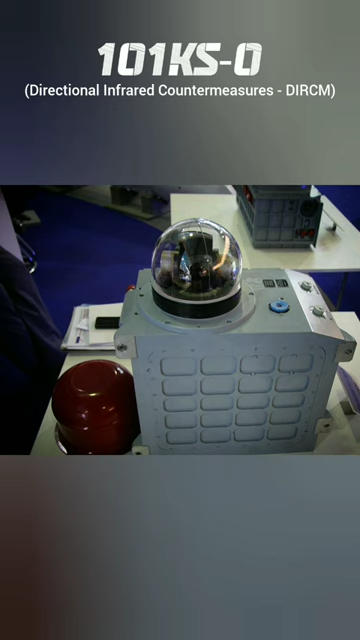 101KS-O
(Directional Infrared Countermeasures - DIRCM)